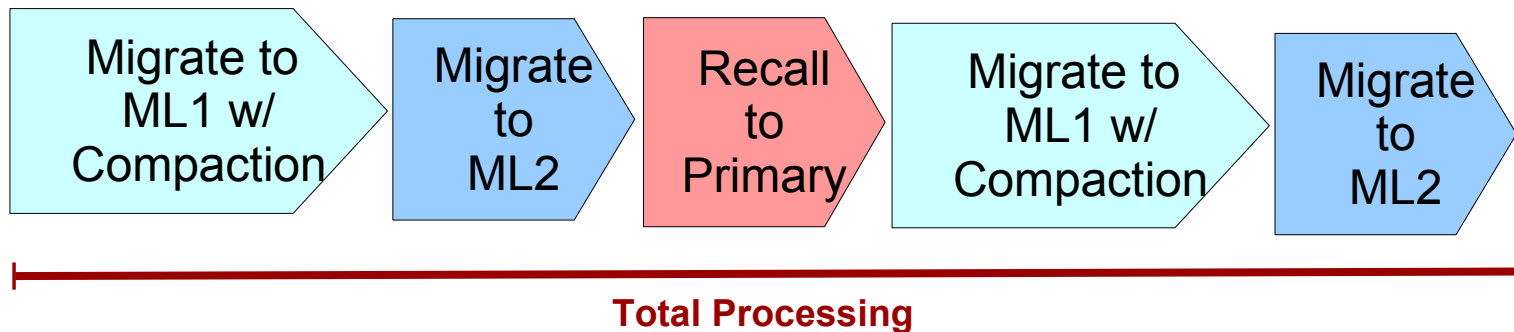 Migrate to
ML1 w/
Compaction
Migrate
to
ML2
Recall
to
Primary
Migrate to
ML1 w/
Compaction
Migrate
to
ML2
Total Processing